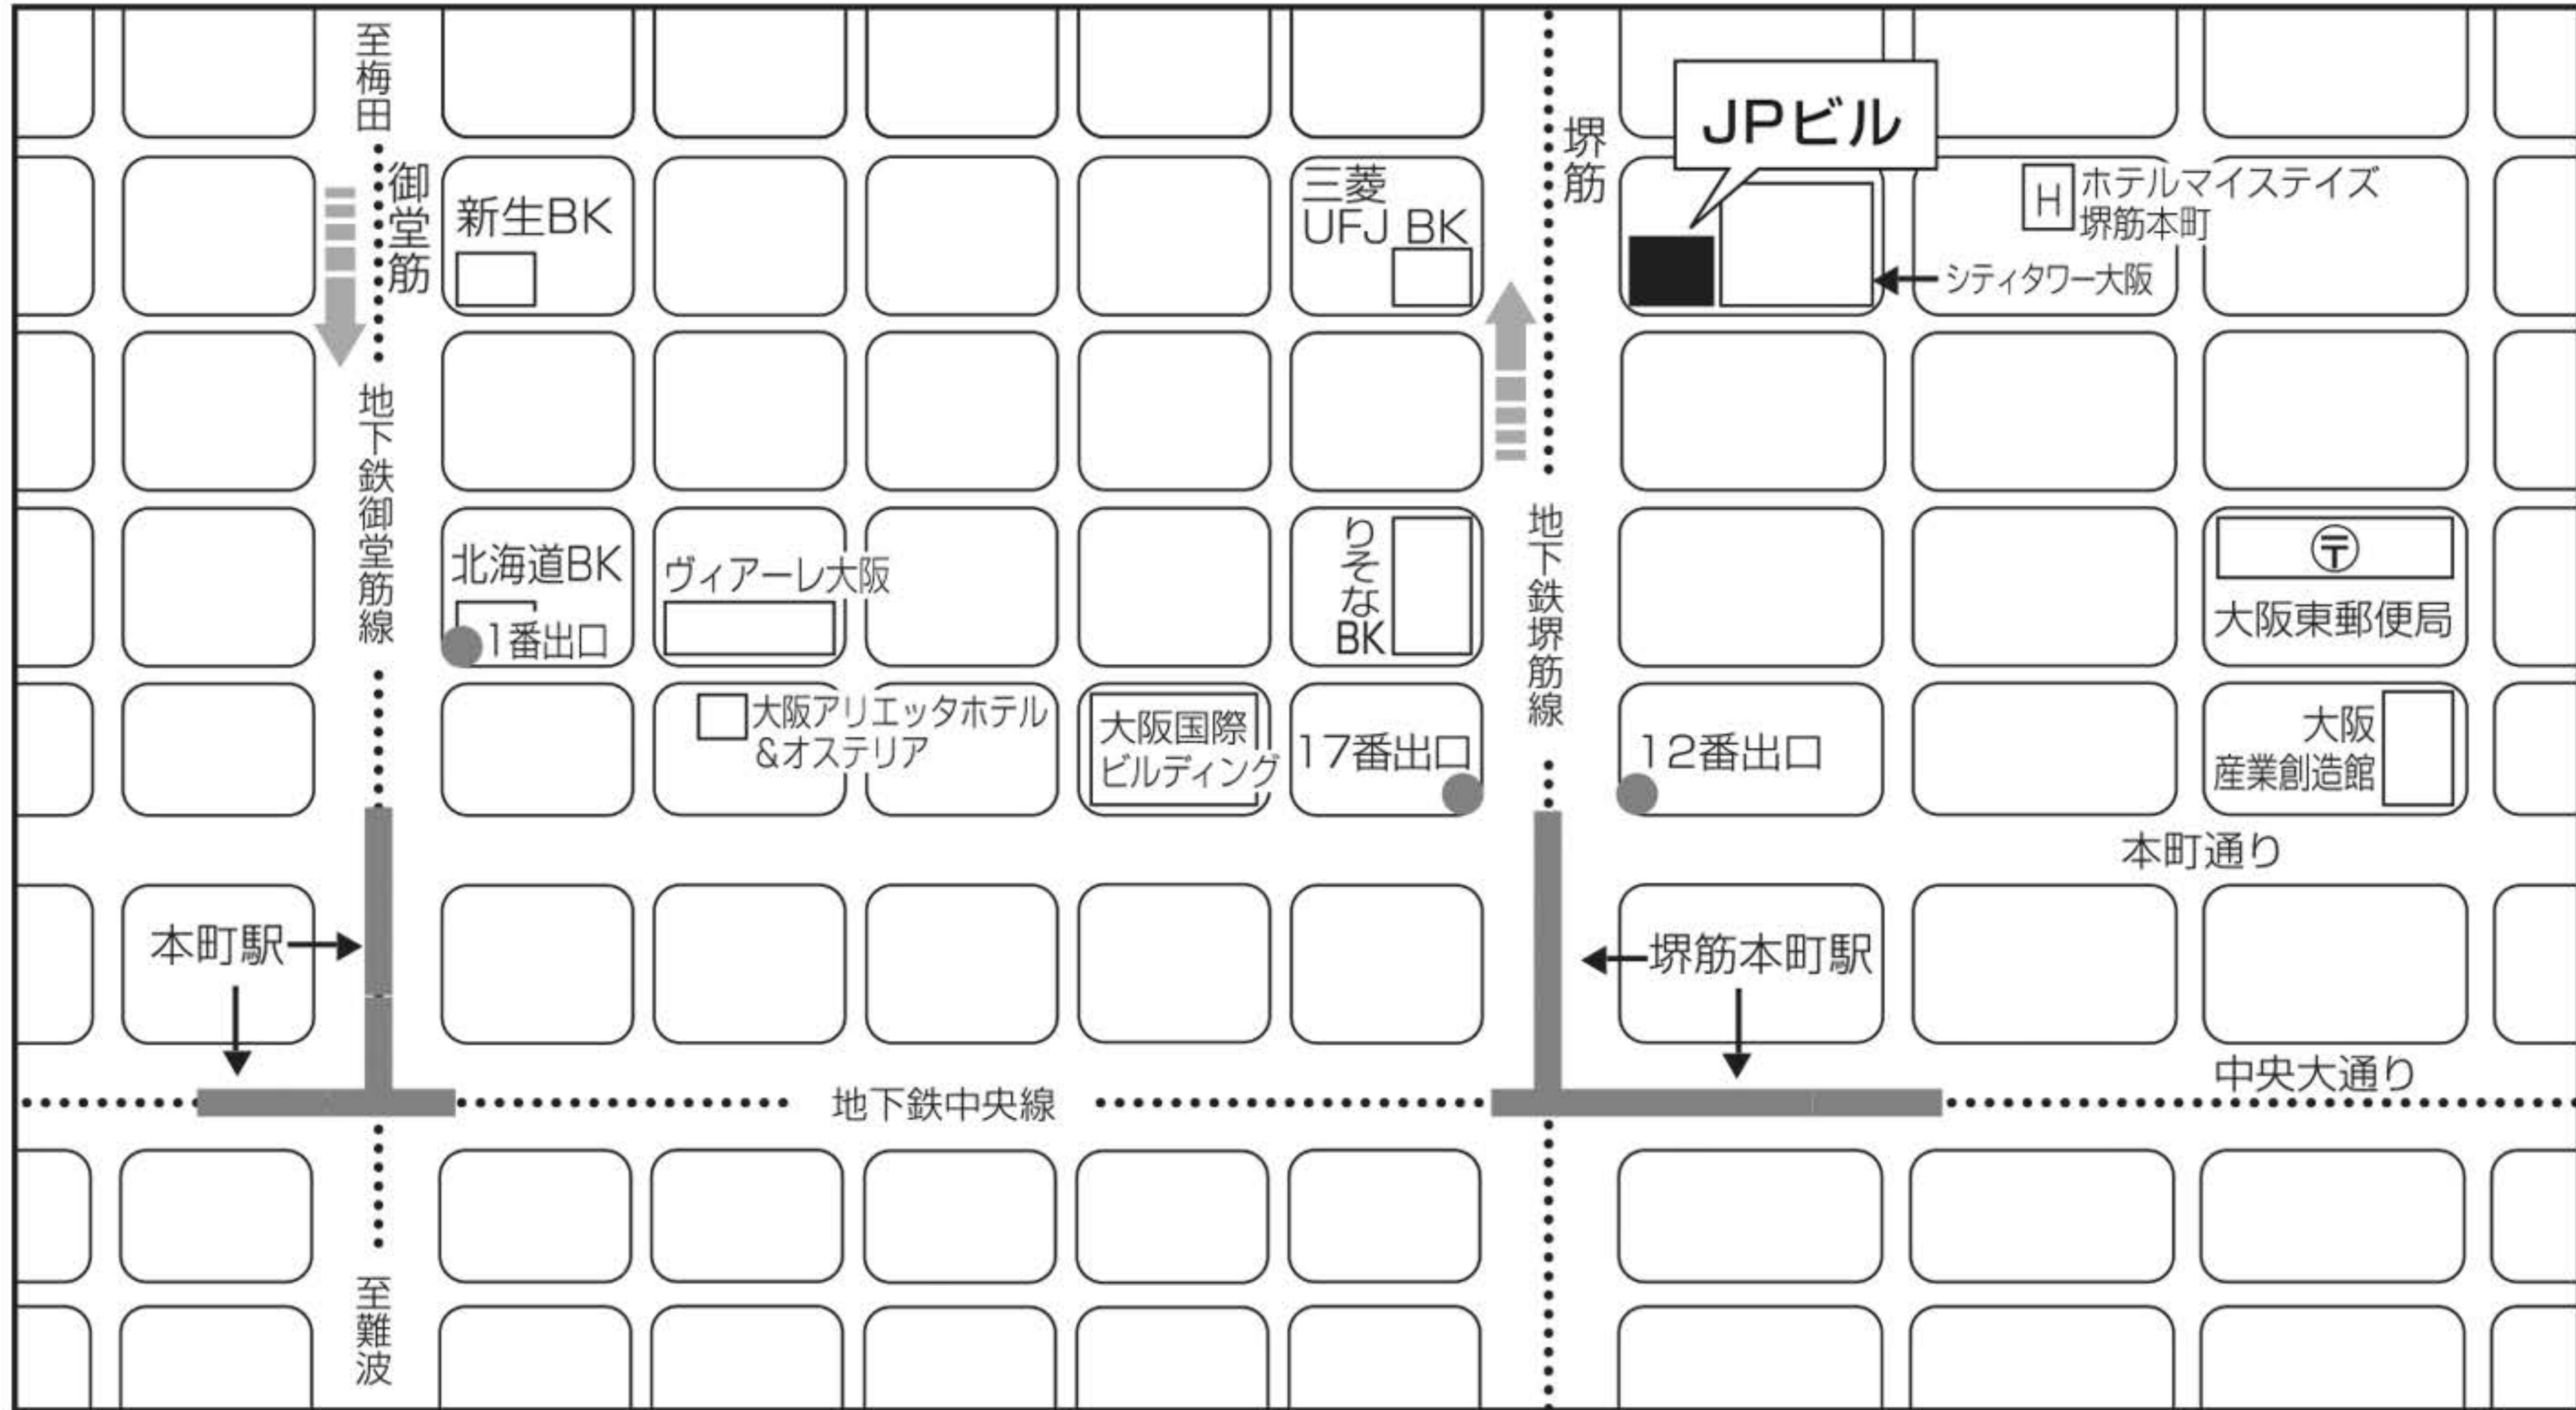 至梅田
御堂筋
新生BK
三菱
UFJ BK
堺筋
JPビル
H
ホテルマイステイズ
堺筋本町
シティタワー大阪
地下鉄御堂筋線
北海道BK
1番出口
ヴィアーレ大阪
りそな
BK
地下鉄堺筋線
〒
大阪東郵便局
大阪アリエッタホテル
&オステリア
大阪国際
ビルディング
17番出口
12番出口
大阪
産業創造館
本町通り
本町駅
堺筋本町駅
中央大通り
地下鉄中央線
至難波